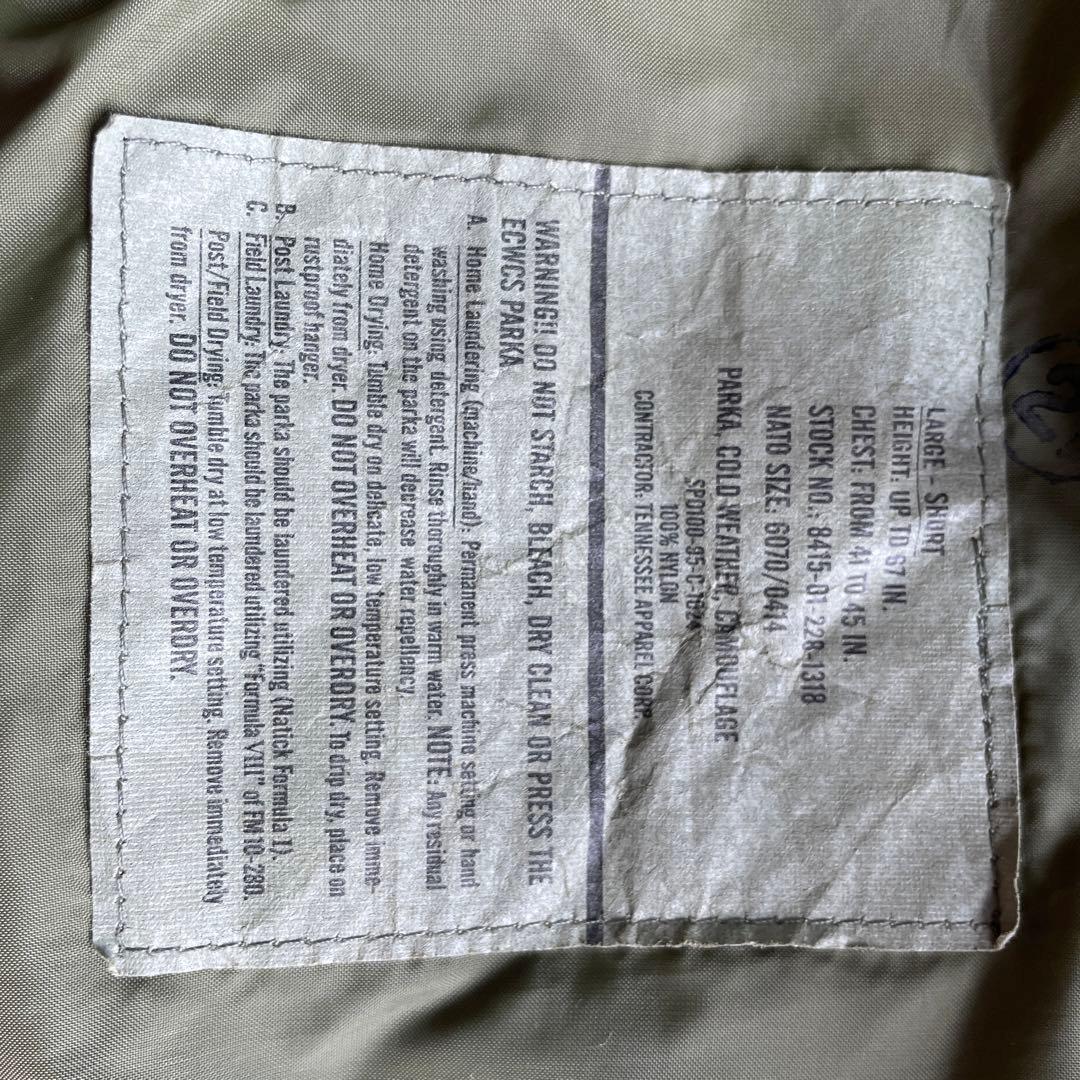 LARGE - SHORT
HEIGHT: UP TO 67 IN.
CHEST: FROM 41 TO 45 IN.
STOCK NO.: 8415-01-228-1318
NATO SIZE: 6070/0414
PARKA, COLD WEATHER, CAMOUFLAGE
SPO100-95-C-1024
100% NYLON
CONTRACTOR: TENNESSEE APPAREL CORP.
WARNING!! DO NOT STARCH, BLEACH, DRY CLEAN OR PRESS THE
ECWCS PARKA
A. Home Laundering (machine/hand). Permanent press machine setting or hand
washing using detergent. Rinse thoroughly in warm water. NOTE: Any residual
detergent on the parka will decrease water repellency.
Home Drying: Tumble dry on delicate, low temperature setting. Remove imme-
diately from dryer. DO NOT OVERHEAT OR OVERDRY. To drip dry, place on
rustproof hanger.
B. Post Laundry: The parka should be laundered utilizing (Natick Formula 1).
C. Field Laundry: The parka should be laundered utilizing "Formula VIII" of FM 10-280.
Post/Field Drying: Tumble dry at low temperature setting. Remove immediately
from dryer. DO NOT OVERHEAT OR OVERDRY.